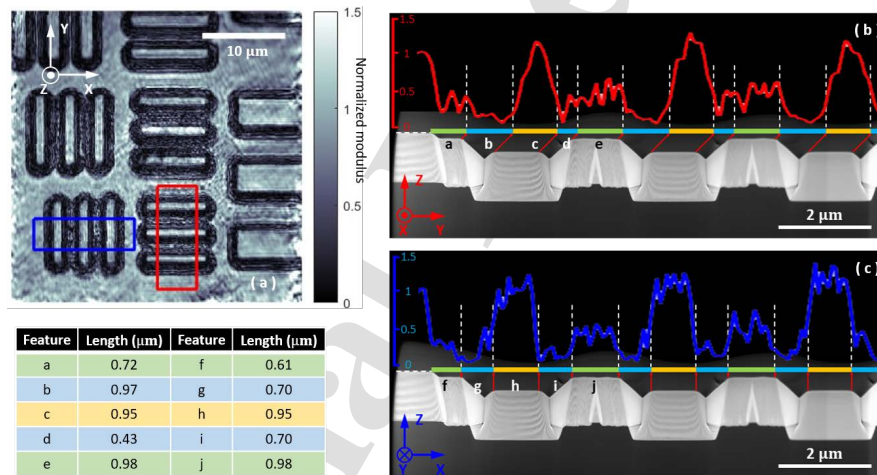 Y
Z
X
10 μm
( a )
1.5
1
0.5
0
Normalized modulus
( b )
1.5
1
0.5
0
a
b
c
d
e
Z
X
Y
2 μm
( c )
1.5
1
0.5
0
f
g
h
i
j
Z
Y
X
2 μm
Feature Length (μm) Feature Length (μm)
a 0.72 f 0.61
b 0.97 g 0.70
c 0.95 h 0.95
d 0.43 i 0.70
e 0.98 j 0.98